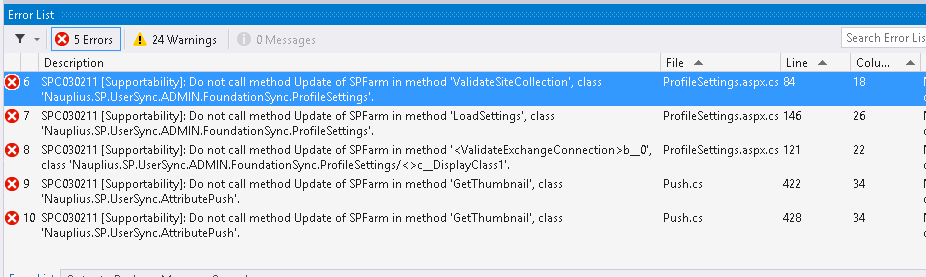 Error List
5 Errors 24 Warnings 0 Messages Search Error Lis
Description File Line Colu...
6 SPC030211 [Supportability]: Do not call method Update of SPFarm in method 'ValidateSiteCollection', class ProfileSettings.aspx.cs 84 18
'Nauplius.SP.UserSync.ADMIN.FoundationSync.ProfileSettings'.
7 SPC030211 [Supportability]: Do not call method Update of SPFarm in method 'LoadSettings', class ProfileSettings.aspx.cs 146 26
'Nauplius.SP.UserSync.ADMIN.FoundationSync.ProfileSettings'.
8 SPC030211 [Supportability]: Do not call method Update of SPFarm in method '<ValidateExchangeConnection>b__0', ProfileSettings.aspx.cs 121 22
class 'Nauplius.SP.UserSync.ADMIN.FoundationSync.ProfileSettings/<>c__DisplayClass1'.
9 SPC030211 [Supportability]: Do not call method Update of SPFarm in method 'GetThumbnail', class Push.cs 422 34
'Nauplius.SP.UserSync.AttributePush'.
10 SPC030211 [Supportability]: Do not call method Update of SPFarm in method 'GetThumbnail', class Push.cs 428 34
'Nauplius.SP.UserSync.AttributePush'.